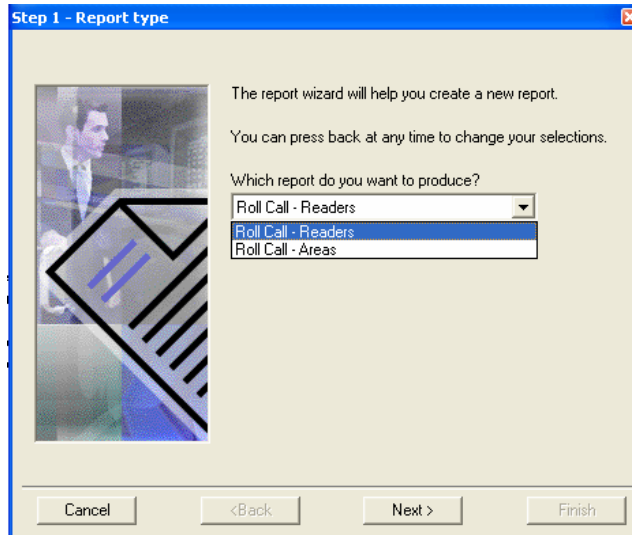 Step 1 - Report type
The report wizard will help you create a new report.
You can press back at any time to change your selections.
Which report do you want to produce?
Roll Call - Readers
Roll Call - Readers
Roll Call - Areas
Cancel
<Back
Next >
Finish